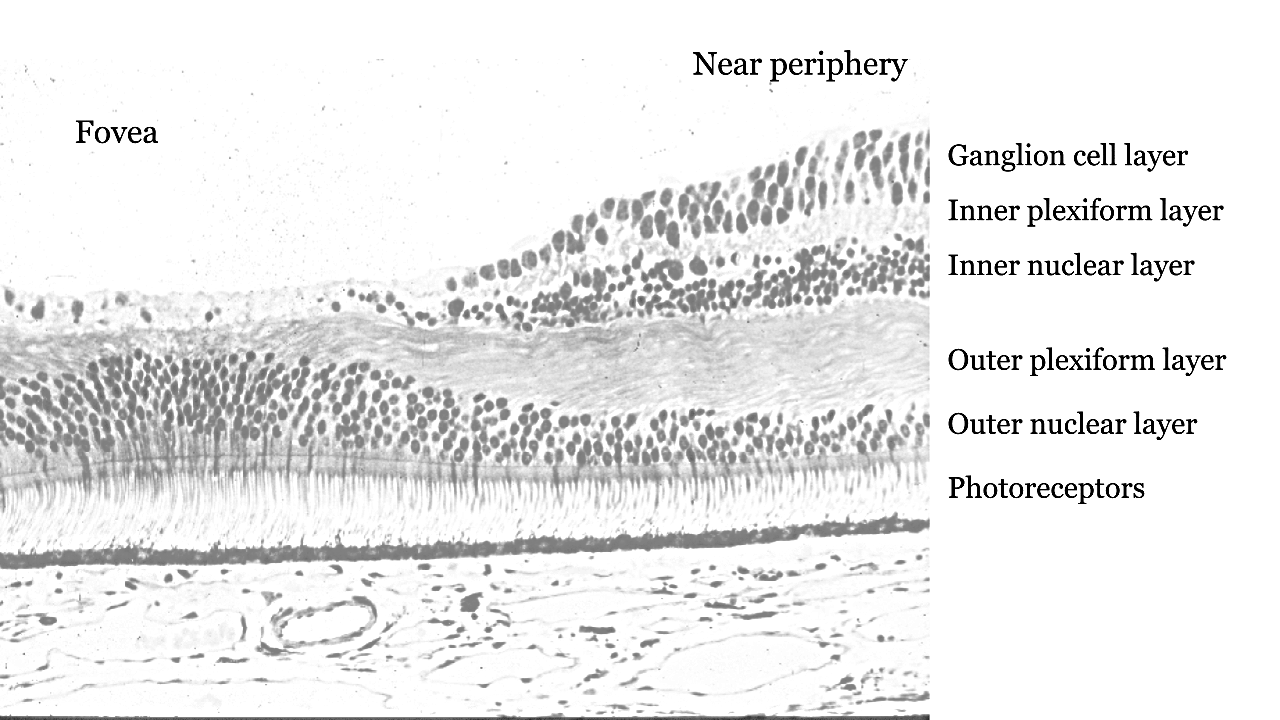 Near periphery
Fovea
Ganglion cell layer
Inner plexiform layer
Inner nuclear layer
Outer plexiform layer
Outer nuclear layer
Photoreceptors